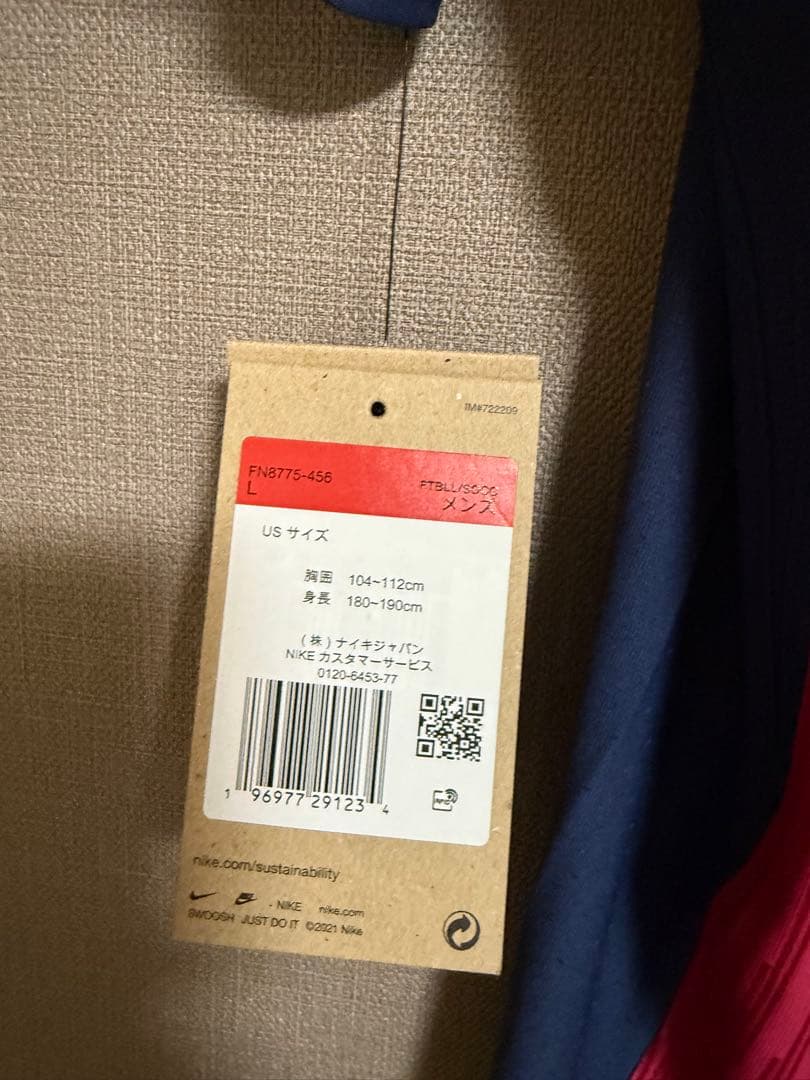 IM#722209
FN8775-456
L
FTBLL/SOCC
メンズ
US サイズ
胸囲 104~112cm
身長 180~190cm
(株)ナイキジャパン
NIKE カスタマーサービス
0120-6453-77
1 96977 29123 4
RFID
nike.com/sustainability
- NIKE nike.com
SWOOSH JUST DO IT ©2021 Nike